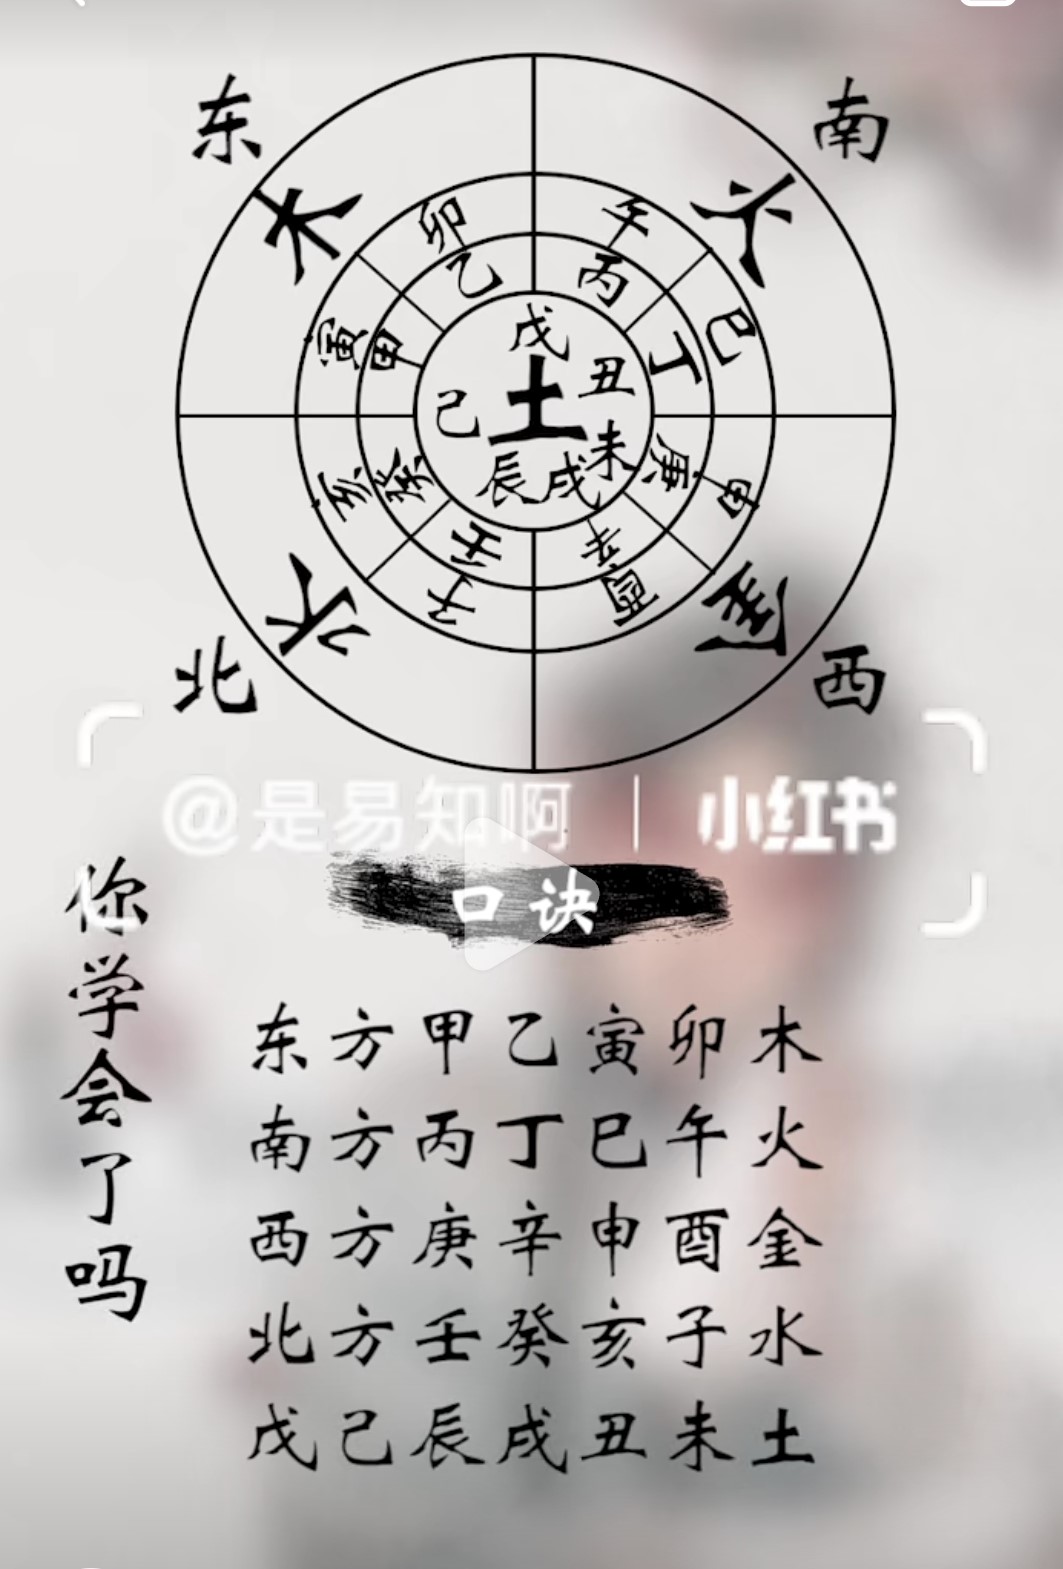 东
南
木
火
卯
午
乙
丙
寅
甲
丁
巳
戊
土
丑
己
未
辰
戌
亥
癸
庚
申
壬
辛
子
酉
水
金
北
西
@是易知啊 | 小红书
口诀
你学会了吗
东方甲乙寅卯木
南方丙丁巳午火
西方庚辛申酉金
北方壬癸亥子水
戊己辰戌丑未土